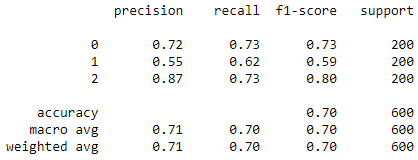 precision recall f1-score support
0 0.72 0.73 0.73 200
1 0.55 0.62 0.59 200
2 0.87 0.73 0.80 200
accuracy 0.70 600
macro avg 0.71 0.70 0.70 600
weighted avg 0.71 0.70 0.70 600